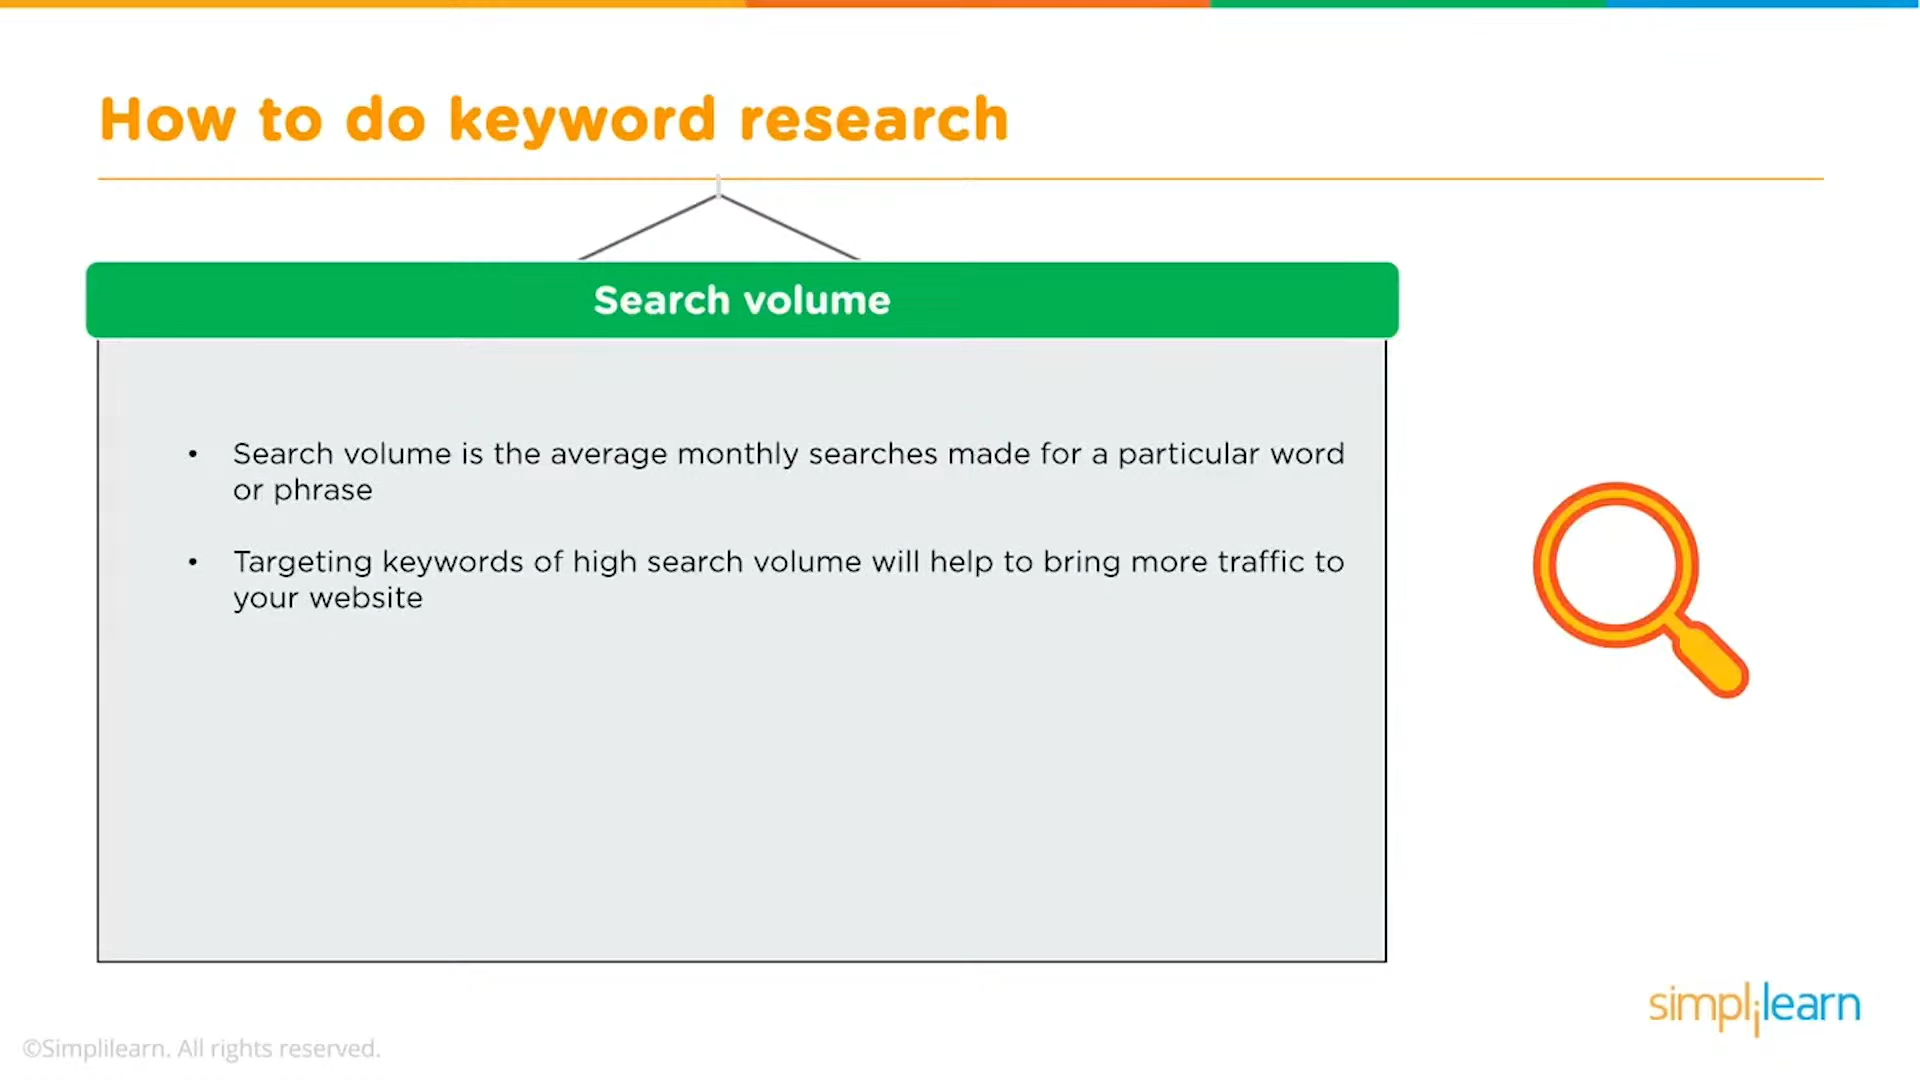 How to do keyword research
Search volume
• Search volume is the average monthly searches made for a particular word
or phrase
• Targeting keywords of high search volume will help to bring more traffic to
your website
simplilearn
©Simplilearn. All rights reserved.